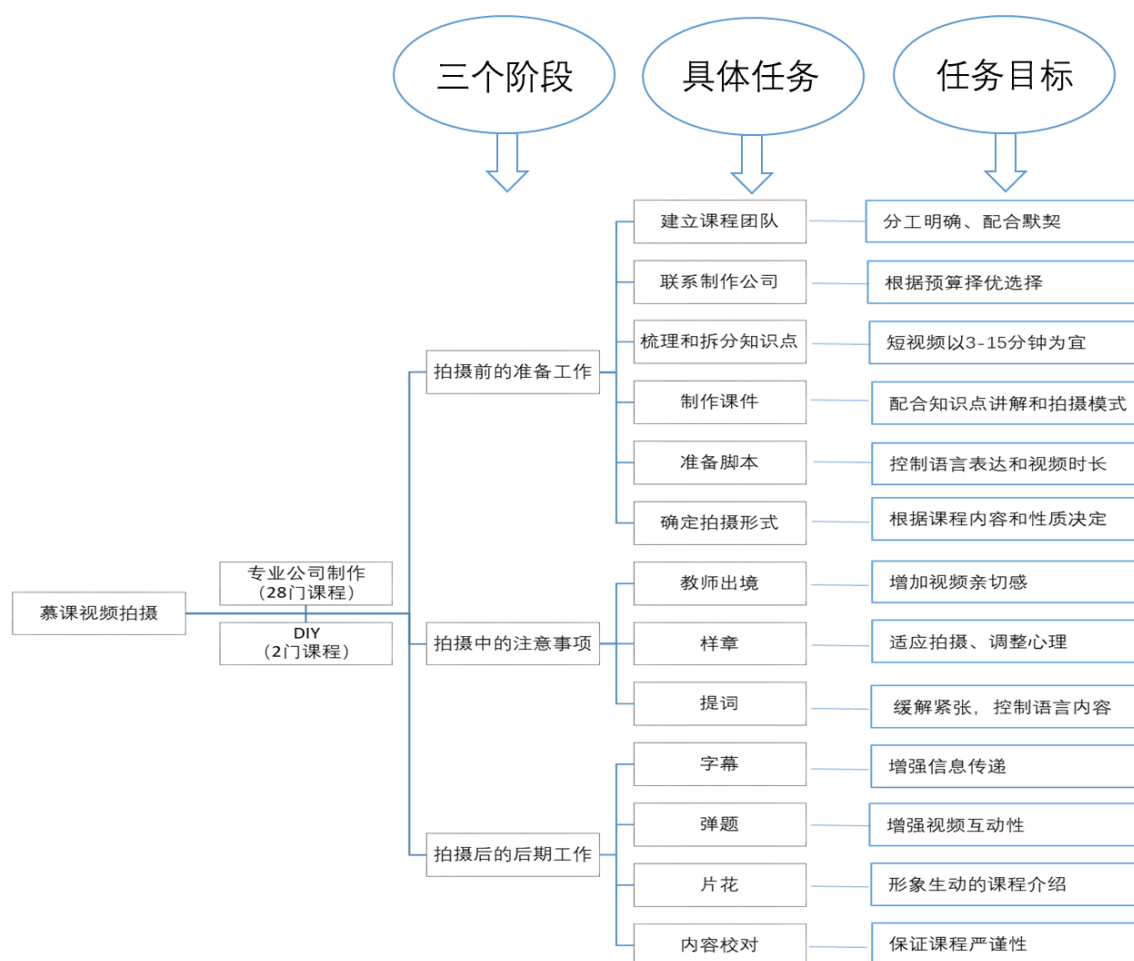 三个阶段
具体任务
任务目标
建立课程团队
分工明确、配合默契
联系制作公司
根据预算择优选择
梳理和拆分知识点
短视频以3-15分钟为宜
拍摄前的准备工作
制作课件
配合知识点讲解和拍摄模式
准备脚本
控制语言表达和视频时长
确定拍摄形式
根据课程内容和性质决定
慕课视频拍摄
专业公司制作
（28门课程）
DIY
（2门课程）
教师出境
增加视频亲切感
拍摄中的注意事项
样章
适应拍摄、调整心理
提词
缓解紧张，控制语言内容
字幕
增强信息传递
弹题
增强视频互动性
拍摄后的后期工作
片花
形象生动的课程介绍
内容校对
保证课程严谨性